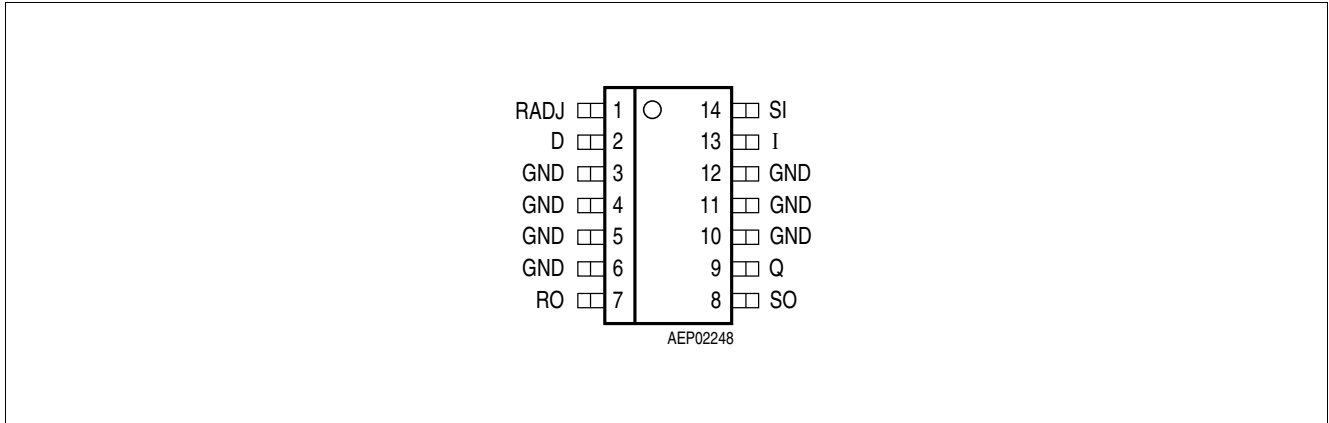 RADJ 1 14 SI
D 2 13 I
GND 3 12 GND
GND 4 11 GND
GND 5 10 GND
GND 6 9 Q
RO 7 8 SO
AEP02248